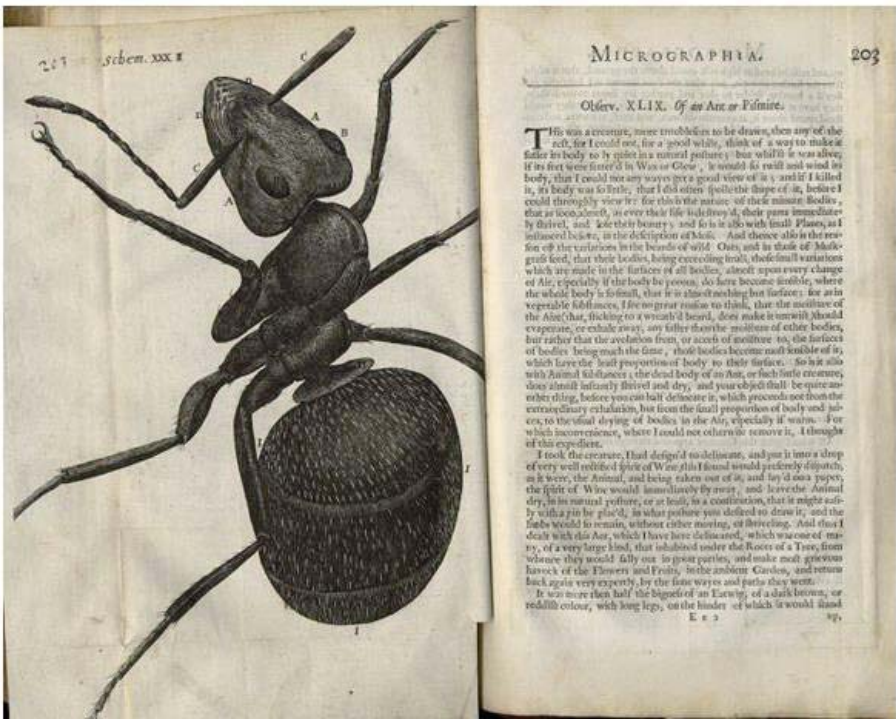 203 Schem. XXX II
C
B
D
A
B
C
A
I
I
I
MICROGRAPHIA. 203
Obſerv. XLIX. Of an Ant or Piſmire.
THis was a creature, more troubleſom to be drawn, then any of the
reſt, for I could not, for a good while, think of a way to make it
ſuffer its body to ly quiet in a natural poſture; but whilſt it was alive,
if its feet were fetter'd in Wax or Glew, it would ſo twiſt and wind its
body, that I could not any wayes get a good view of it; and if I killed
it, its body was ſo little, that I did often ſpoile the ſhape of it, before I
could throughly view it: for this is the nature of theſe minute Bodies,
that as ſoon, almoſt, as ever their life is deſtroy'd, their parts immediate-
ly ſhrivel, and loſe their beauty; and ſo is it alſo with ſmall Plants, as I
inſtanced before, in the deſcription of Moſs. And thence alſo is the rea-
ſon of the variations in the beards of wild Oats, and in thoſe of Musk-
graſs ſeed, that their bodies, being exceeding ſmall, thoſe ſmall variations
which are made in the ſurfaces of all bodies, almoſt upon every change
of Air, eſpecially if the body be porous, do here become ſenſible, where
the whole body is ſo ſmall, that it is almoſt nothing but ſurface; for as in
vegetable ſubſtances, I ſee no great reaſon to think, that the moiſture of
the Aire (that, ſticking to a wreath'd beard, does make it untwiſt) ſhould
evaporate, or exhale away, any faſter then the moiſture of other bodies,
but rather that the avolation from, or acceſs of moiſture to, the ſurfaces
of bodies being much the ſame, thoſe bodies become moſt ſenſible of it,
which have the leaſt proportion of body to their ſurface. So is it alſo
with Animal ſubſtances; the dead body of an Ant, or ſuch little creature,
does almoſt inſtantly ſhrivel and dry, and your object ſhall be quite an-
other thing, before you can half delineate it, which proceeds not from the
extraordinary exhalation, but from the ſmall proportion of body and jui-
ces, to the uſual drying of bodies in the Air, eſpecially if warm. For
which inconvenience, where I could not otherwiſe remove it, I thought
of this expedient.
I took the creature, I had deſign'd to delineate, and put it into a drop
of very well rectified ſpirit of Wine, this I found would preſently diſpatch,
as it were, the Animal, and being taken out of it, and lay'd on a paper,
the ſpirit of Wine would immediately fly away, and leave the Animal
dry, in its natural poſture, or at leaſt, in a conſtitution, that it might eaſi-
ly with a pin be plac'd, in what poſture you deſired to draw it, and the
limbs would ſo remain, without either moving, or ſhriveling. And thus I
dealt with this Ant, which I have here delineated, which was one of ma-
ny, of a very large kind, that inhabited under the Roots of a Tree, from
whence they would ſally out in great parties, and make moſt grievous
havock of the Flowers and Fruits, in the ambient Garden, and return
back again very expertly, by the ſame wayes and paths they went.
It was more then half the bigneſs of an Earwig, of a dark brown, or
reddiſh colour, with long legs, on the hinder of which it would ſtand
E e 2 up,